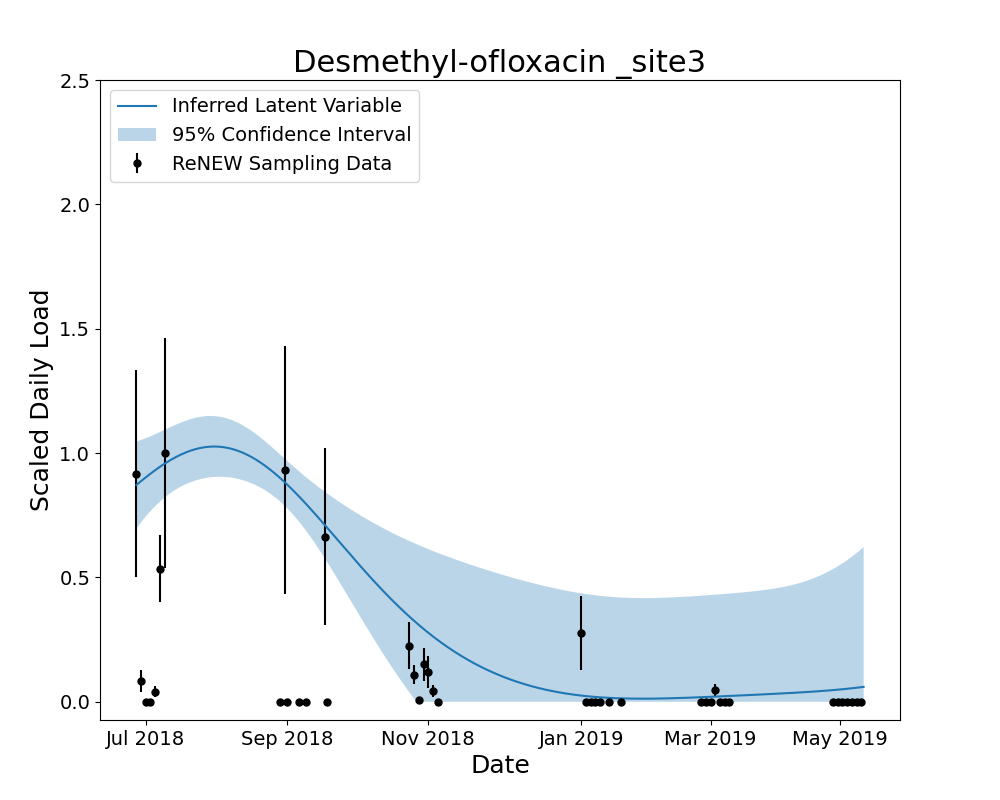 Desmethyl-ofloxacin _site3
Inferred Latent Variable
95% Confidence Interval
ReNEW Sampling Data
Scaled Daily Load
2.5
2.0
1.5
1.0
0.5
0.0
Jul 2018 Sep 2018 Nov 2018 Jan 2019 Mar 2019 May 2019
Date